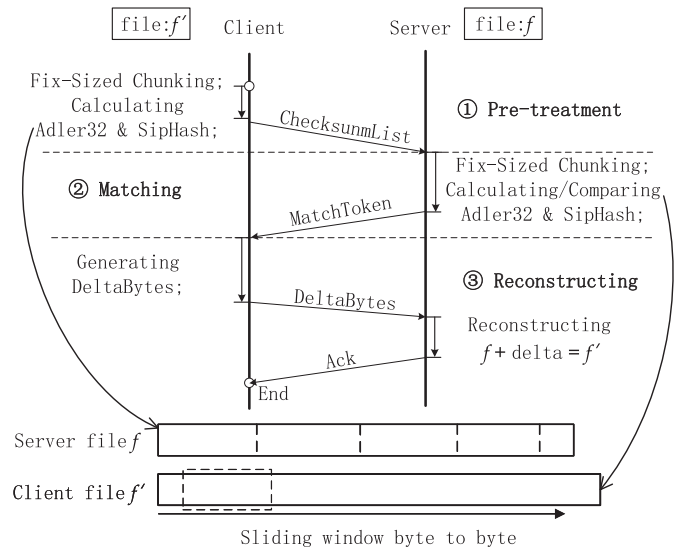 file:f′
Client
Server
file:f
Fix-Sized Chunking;
Calculating
Adler32 & SipHash;
ChecksunmList
① Pre-treatment
② Matching
Fix-Sized Chunking;
Calculating/Comparing
Adler32 & SipHash;
MatchToken
Generating
DeltaBytes;
③ Reconstructing
DeltaBytes
Reconstructing
f + delta = f′
Ack
End
Server file f
Client file f′
Sliding window byte to byte